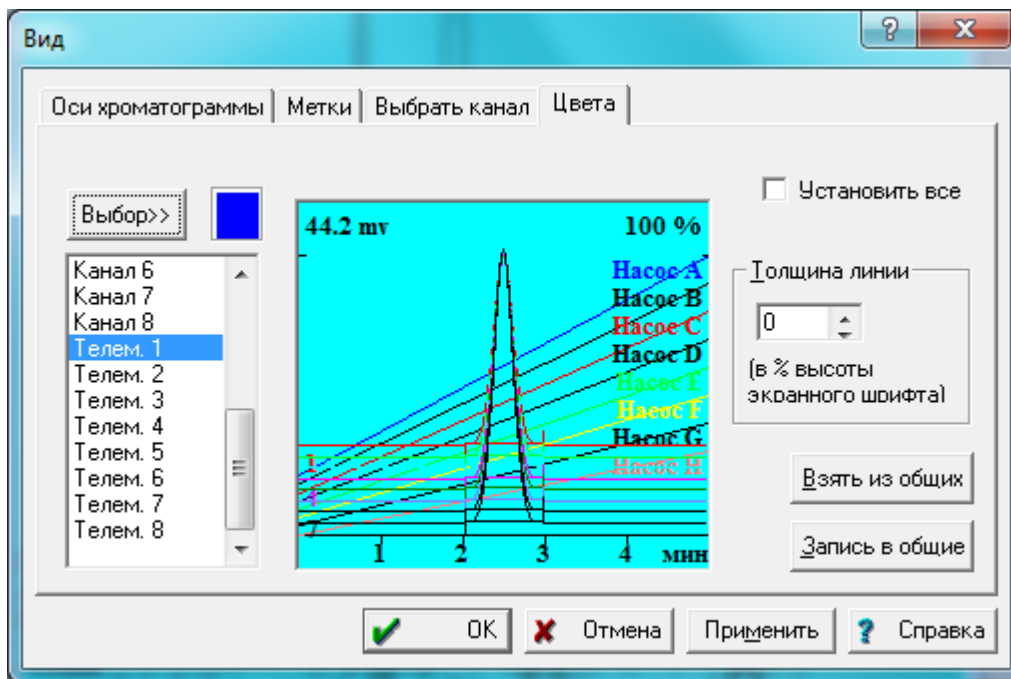 Вид
Оси хроматограммы
Метки
Выбрать канал
Цвета
Выбор>>
Канал 6
Канал 7
Канал 8
Телем. 1
Телем. 2
Телем. 3
Телем. 4
Телем. 5
Телем. 6
Телем. 7
Телем. 8
44.2 mv
100 %
Насос A
Насос B
Насос C
Насос D
Насос E
Насос F
Насос G
Насос H
1
4
7
1 2 3 4 мин
Установить все
Толщина линии
0
(в % высоты
экранного шрифта)
Взять из общих
Запись в общие
OK
Отмена
Применить
Справка